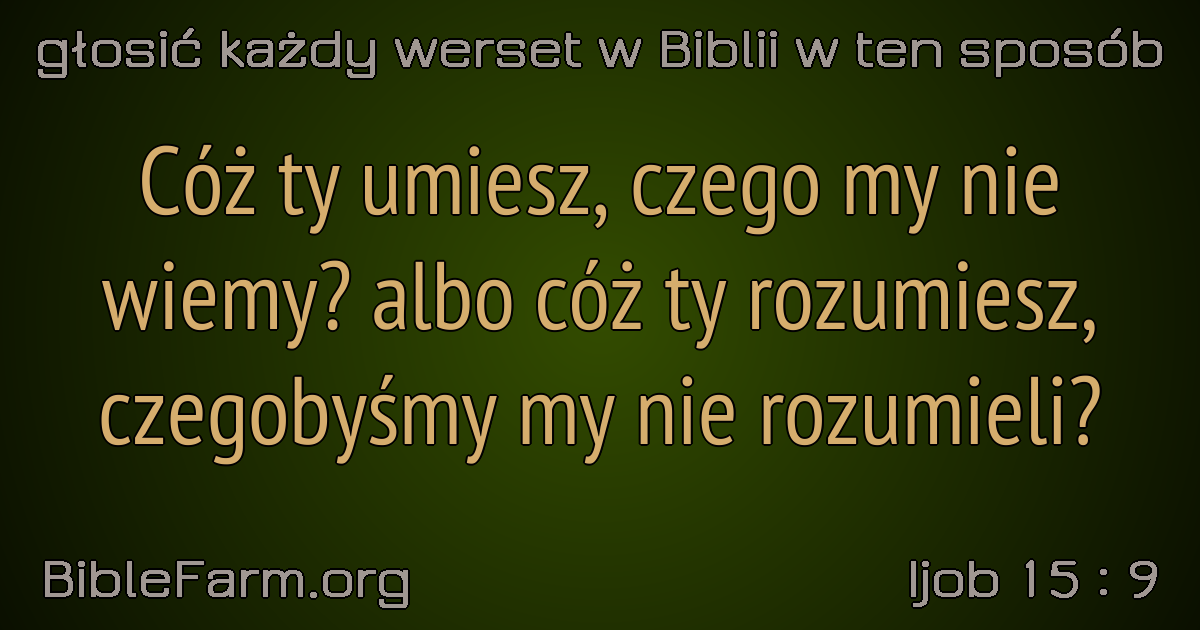 głosić każdy werset w Biblii w ten sposób
Cóż ty umiesz, czego my nie
wiemy? albo cóż ty rozumiesz,
czegobyśmy my nie rozumieli?
BibleFarm.org
Ijob 15 : 9